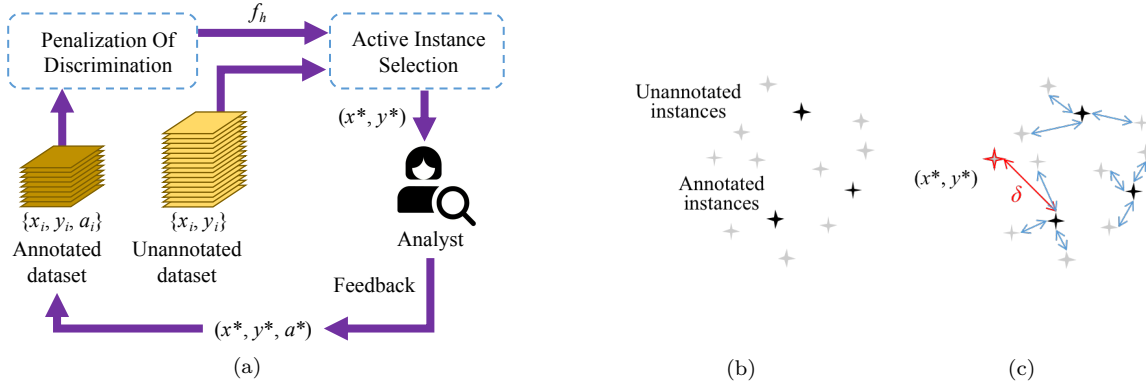 f_h
Penalization Of
Discrimination
Active Instance
Selection
(x*, y*)
{x_i, y_i, a_i}
Annotated
dataset
{x_i, y_i}
Unannotated
dataset
Analyst
Feedback
(x*, y*, a*)
(a)
Unannotated
instances
Annotated
instances
(b)
(x*, y*)
δ
(c)